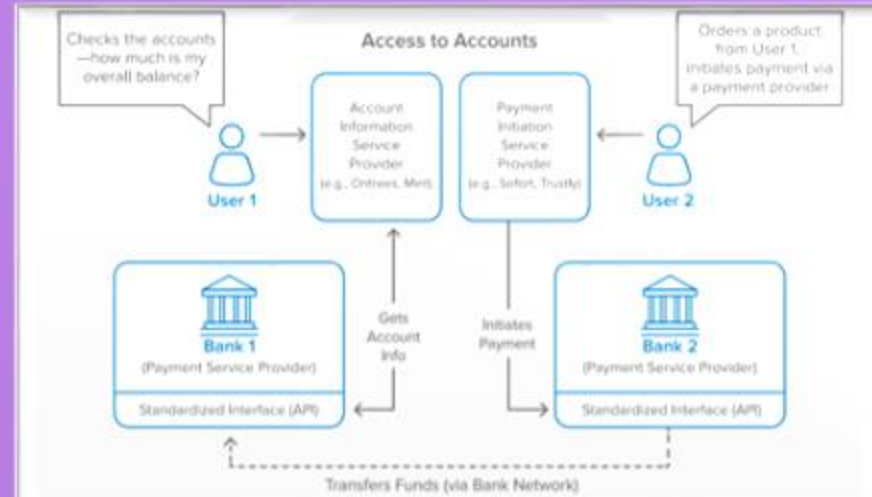 Checks the accounts
—how much is my
overall balance?
Access to Accounts
Orders a product
from User 1,
initiates payment via
a payment provider
Account
Information
Service
Provider
(e.g., Ontrees, Mint)
Payment
Initiation
Service
Provider
(e.g., Sofort, Trustly)
User 1
User 2
Bank 1
(Payment Service Provider)
Standardized Interface (API)
Gets
Account
Info
Initiates
Payment
Bank 2
(Payment Service Provider)
Standardized Interface (API)
Transfers Funds (via Bank Network)